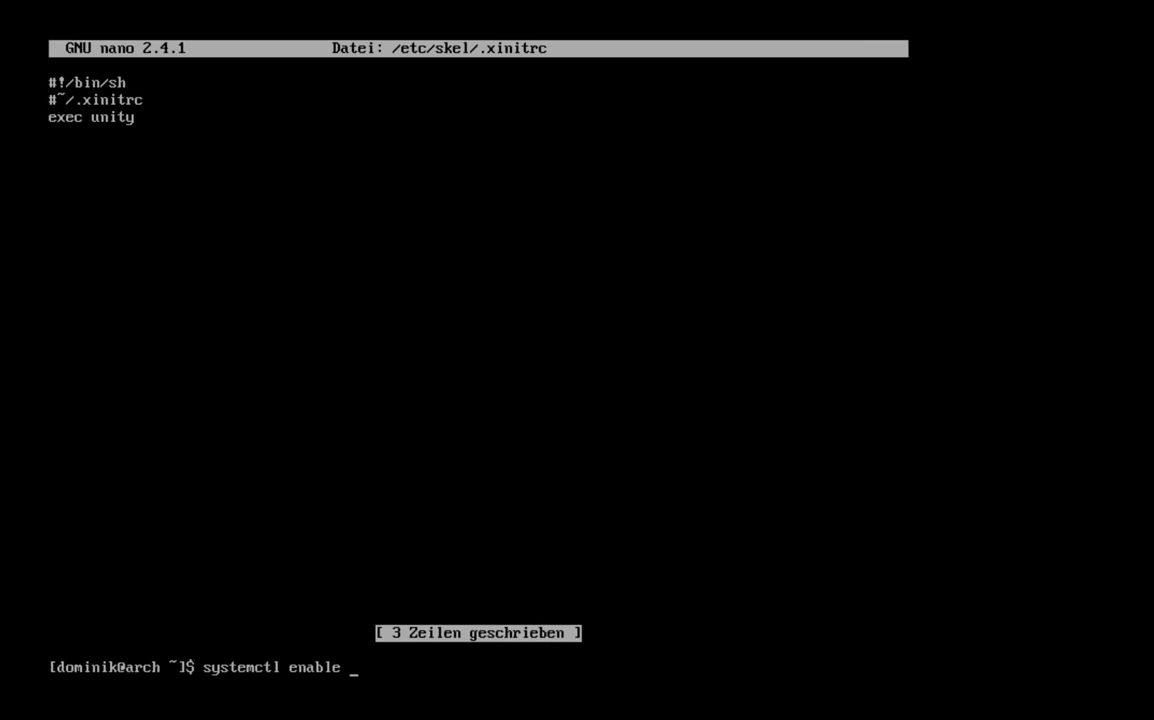 GNU nano 2.4.1 Datei: /etc/skel/.xinitrc
#!/bin/sh
#~/.xinitrc
exec unity
[ 3 Zeilen geschrieben ]
[dominik@arch ~]$ systemctl enable _